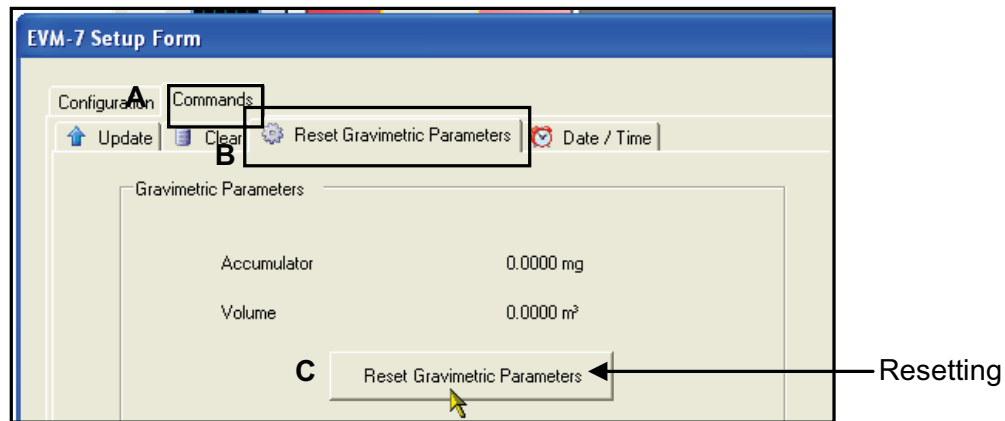 EVM-7 Setup Form
Configuration A Commands
Update Clear Reset Gravimetric Parameters Date / Time
B
Gravimetric Parameters
Accumulator 0.0000 mg
Volume 0.0000 m³
C Reset Gravimetric Parameters Resetting